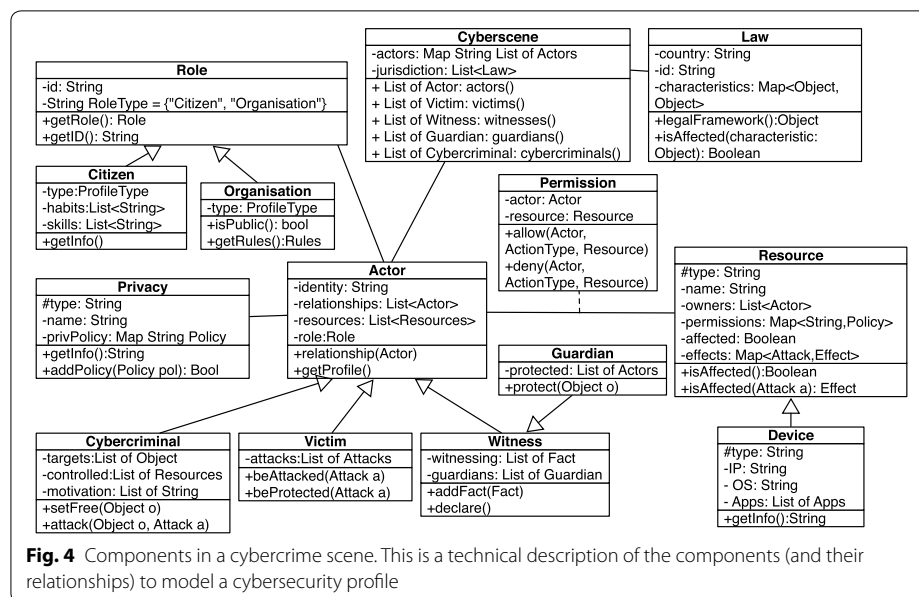 Cyberscene
-actors: Map String List of Actors
-jurisdiction: List<Law>
+ List of Actor: actors()
+ List of Victim: victims()
+ List of Witness: witnesses()
+ List of Guardian: guardians()
+ List of Cybercriminal: cybercriminals()
Law
-country: String
-id: String
-characteristics: Map<Object,
Object>
+legalFramework():Object
+isAffected(characteristic:
Object): Boolean
Role
-id: String
-String RoleType = {"Citizen", "Organisation"}
+getRole(): Role
+getID(): String
Citizen
-type:ProfileType
-habits:List<String>
-skills: List<String>
+getInfo()
Organisation
-type: ProfileType
+isPublic(): bool
+getRules():Rules
Permission
-actor: Actor
-resource: Resource
+allow(Actor,
ActionType, Resource)
+deny(Actor,
ActionType, Resource)
Privacy
#type: String
-name: String
-privPolicy: Map String Policy
+getInfo():String
+addPolicy(Policy pol): Bool
Actor
-identity: String
-relationships: List<Actor>
-resources: List<Resources>
-role:Role
+relationship(Actor)
+getProfile()
Resource
#type: String
-name: String
-owners: List<Actor>
-permissions: Map<String,Policy>
-affected: Boolean
-effects: Map<Attack,Effect>
+isAffected():Boolean
+isAffected(Attack a): Effect
Guardian
-protected: List of Actors
+protect(Object o)
Cybercriminal
-targets:List of Object
-controlled:List of Resources
-motivation: List of String
+setFree(Object o)
+attack(Object o, Attack a)
Victim
-attacks:List of Attacks
+beAttacked(Attack a)
+beProtected(Attack a)
Witness
-witnessing: List of Fact
-guardians: List of Guardian
+addFact(Fact)
+declare()
Device
#type: String
-IP: String
- OS: String
- Apps: List of Apps
+getInfo():String
Fig. 4 Components in a cybercrime scene. This is a technical description of the components (and their
relationships) to model a cybersecurity profile